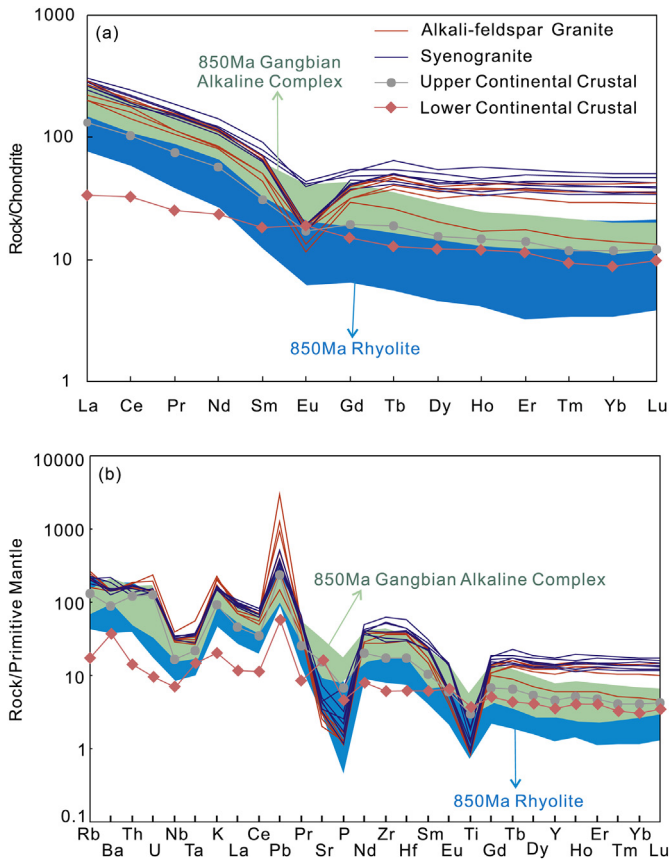 1000
(a)
850Ma Gangbian
Alkaline Complex
Alkali-feldspar Granite
Syenogranite
Upper Continental Crustal
Lower Continental Crustal
100
Rock/Chondrite
10
850Ma Rhyolite
1
La Ce Pr Nd Sm Eu Gd Tb Dy Ho Er Tm Yb Lu
10000
(b)
1000
850Ma Gangbian Alkaline Complex
100
Rock/Primitive Mantle
10
1
850Ma Rhyolite
0.1
Rb Th Nb K Ce Pr P Zr Sm Ti Tb Y Er Yb
Ba U Ta La Pb Sr Nd Hf Eu Gd Dy Ho Tm Lu